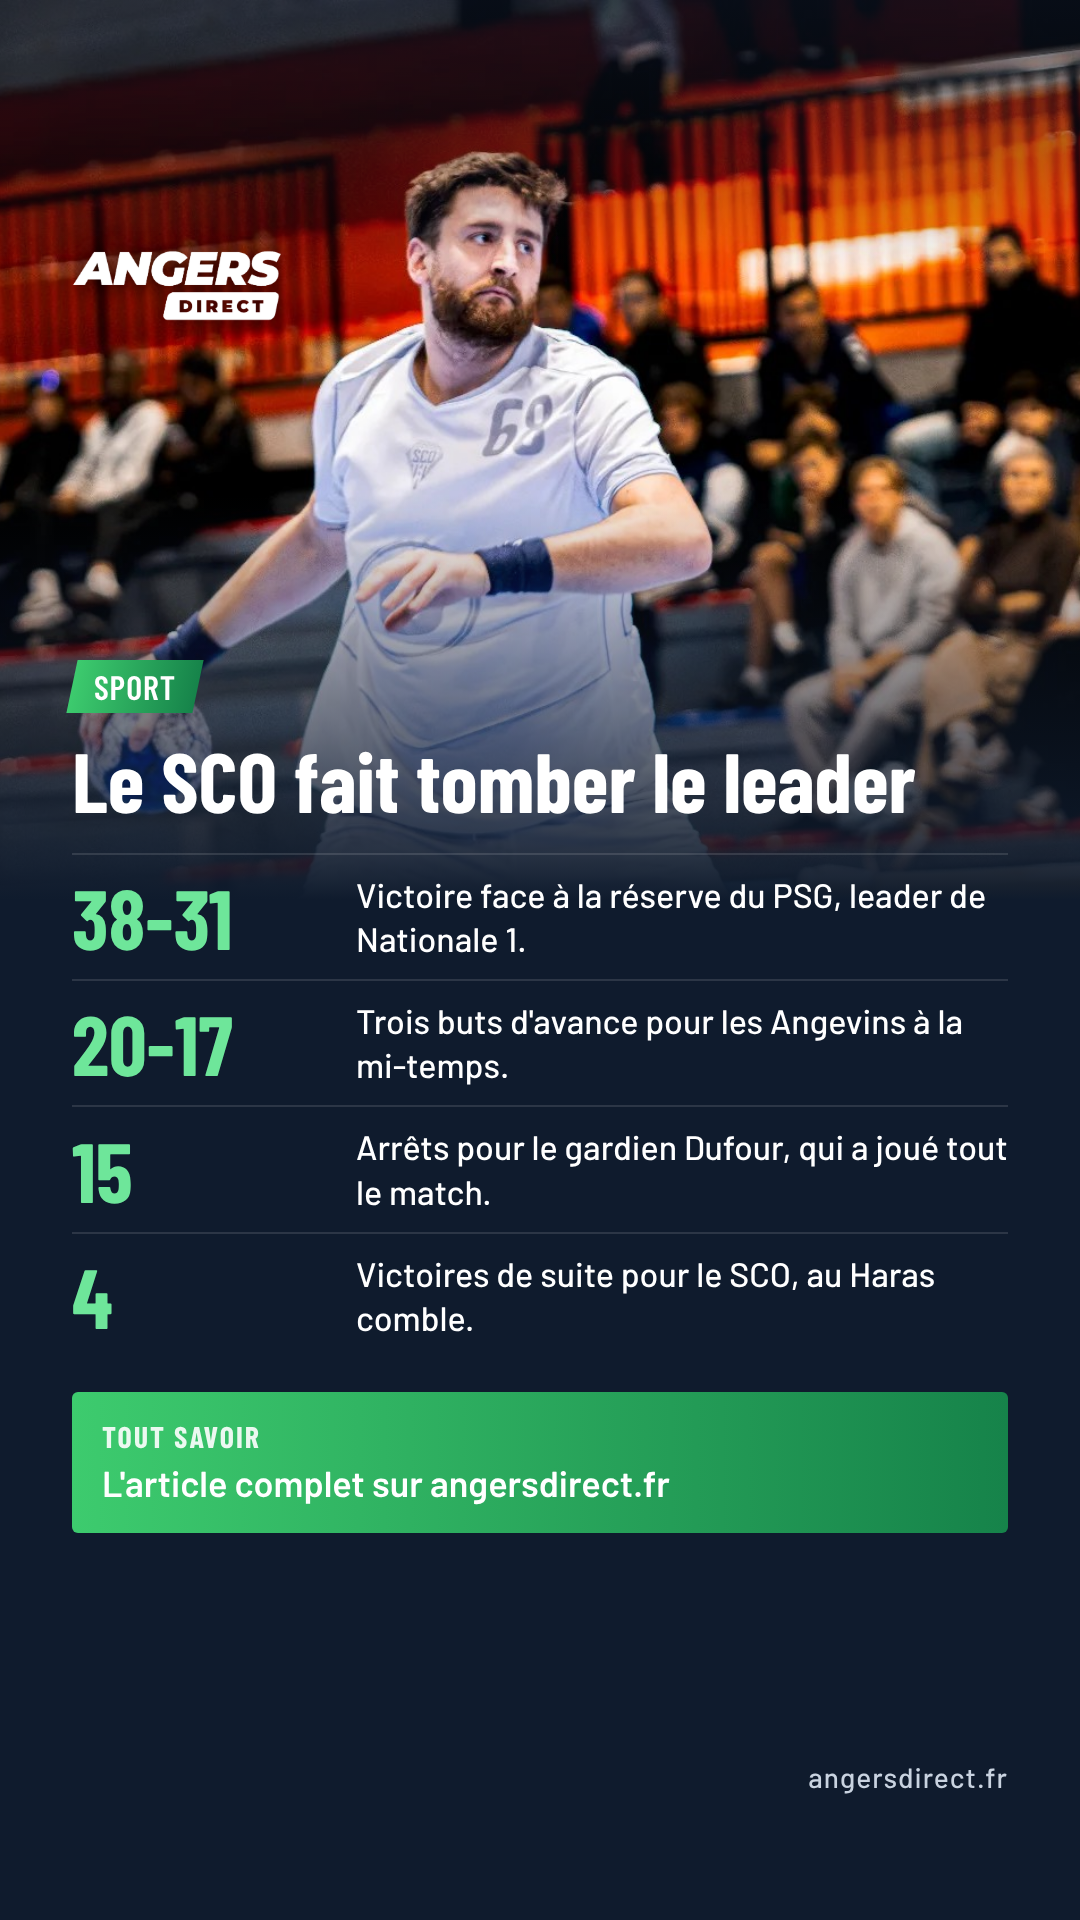 ANGERS
DIRECT
69
SCO
SPORT
Le SCO fait tomber le leader
38-31
Victoire face à la réserve du PSG, leader de
Nationale 1.
20-17
Trois buts d'avance pour les Angevins à la
mi-temps.
15
Arrêts pour le gardien Dufour, qui a joué tout
le match.
4
Victoires de suite pour le SCO, au Haras
comble.
TOUT SAVOIR
L'article complet sur angersdirect.fr
angersdirect.fr